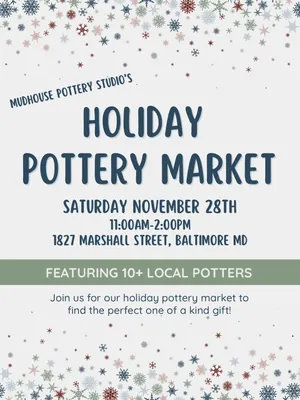 MUDHOUSE POTTERY STUDIO'S
HOLIDAY
POTTERY MARKET
SATURDAY NOVEMBER 28TH
11:00AM-2:00PM
1827 MARSHALL STREET, BALTIMORE MD
FEATURING 10+ LOCAL POTTERS
Join us for our holiday pottery market to
find the perfect one of a kind gift!